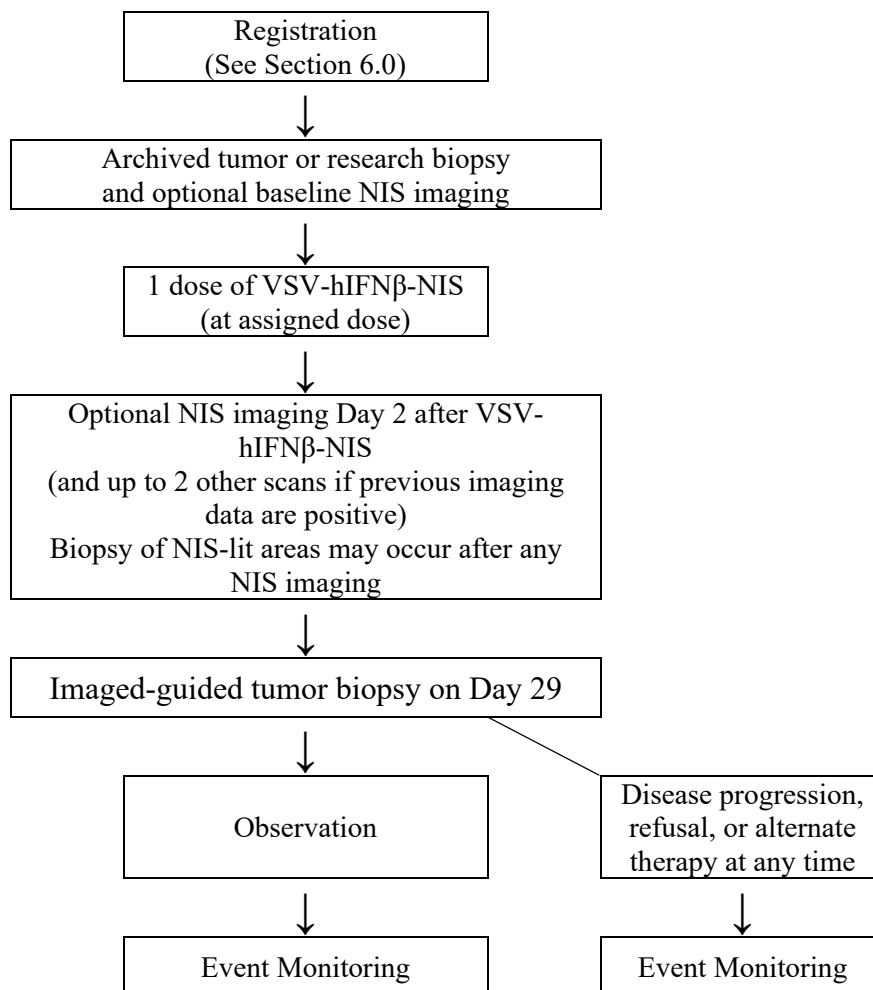 Registration
(See Section 6.0)
Archived tumor or research biopsy
and optional baseline NIS imaging
1 dose of VSV-hIFNβ-NIS
(at assigned dose)
Optional NIS imaging Day 2 after VSV-
hIFNβ-NIS
(and up to 2 other scans if previous imaging
data are positive)
Biopsy of NIS-lit areas may occur after any
NIS imaging
Imaged-guided tumor biopsy on Day 29
Observation
Disease progression,
refusal, or alternate
therapy at any time
Event Monitoring
Event Monitoring